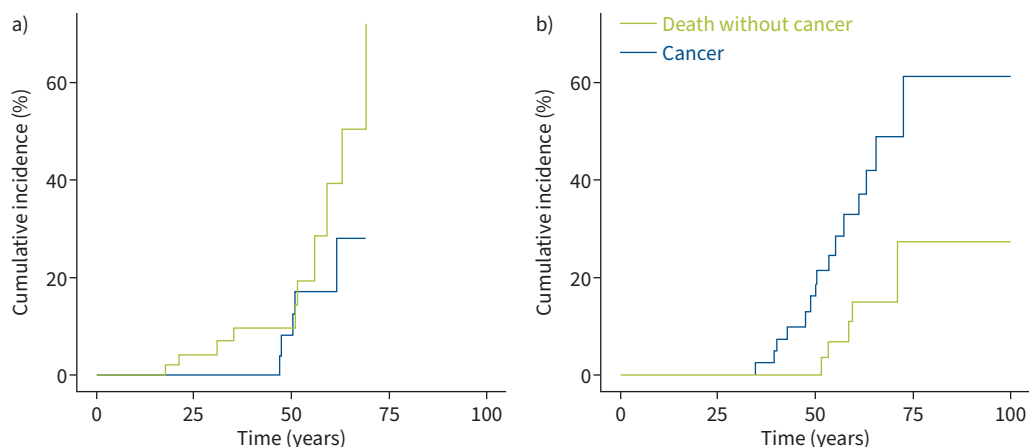 a)
Cumulative incidence (%)
60
40
20
0
0 25 50 75 100
Time (years)
b)
Death without cancer
Cancer
Cumulative incidence (%)
60
40
20
0
0 25 50 75 100
Time (years)